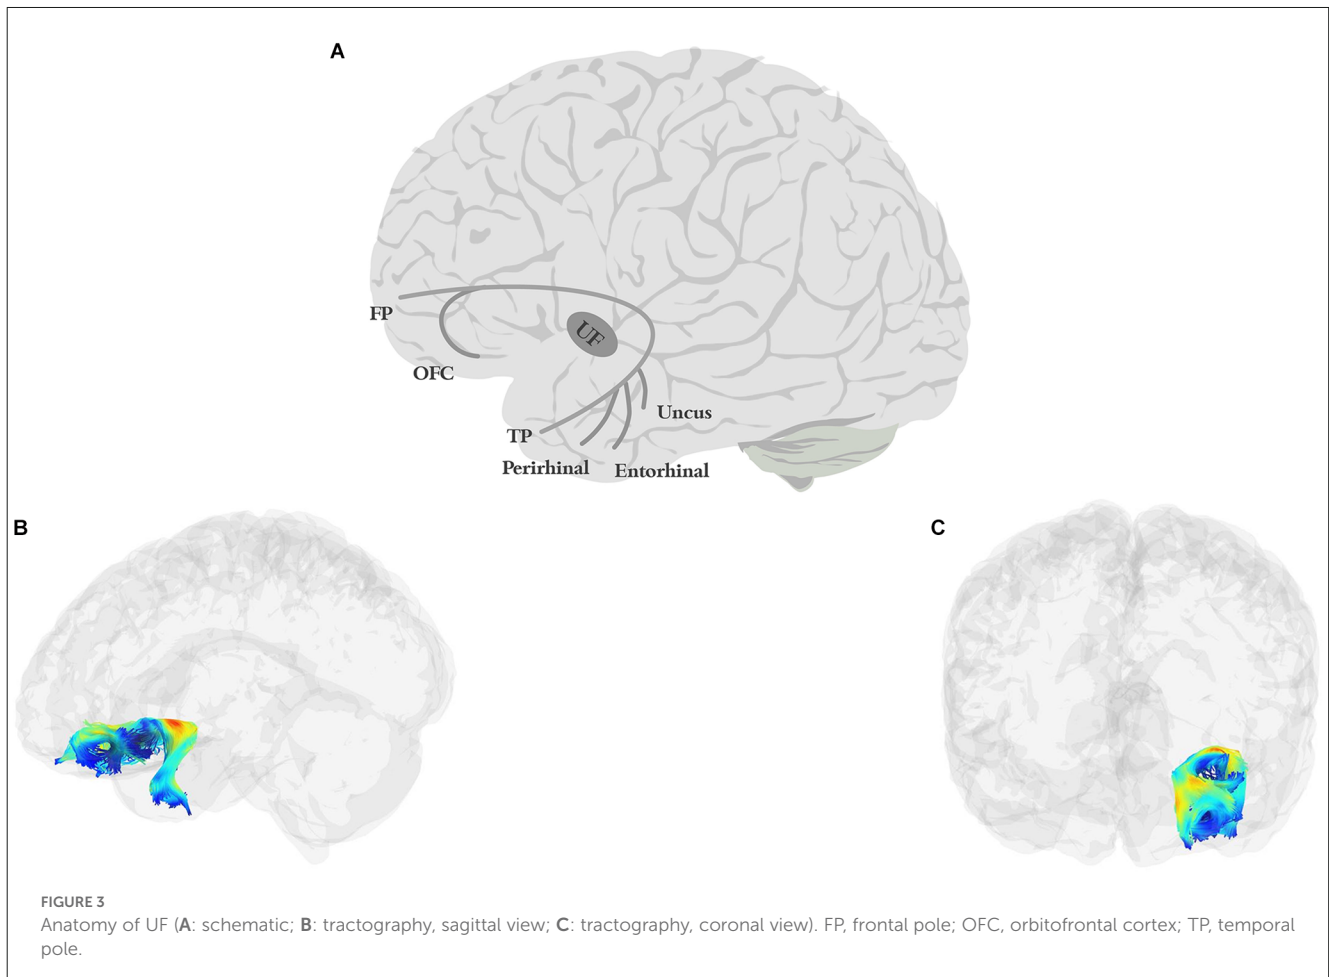 A
FP
UF
OFC
Uncus
TP
Perirhinal
Entorhinal
B
C
FIGURE 3
Anatomy of UF (A: schematic; B: tractography, sagittal view; C: tractography, coronal view). FP, frontal pole; OFC, orbitofrontal cortex; TP, temporal
pole.